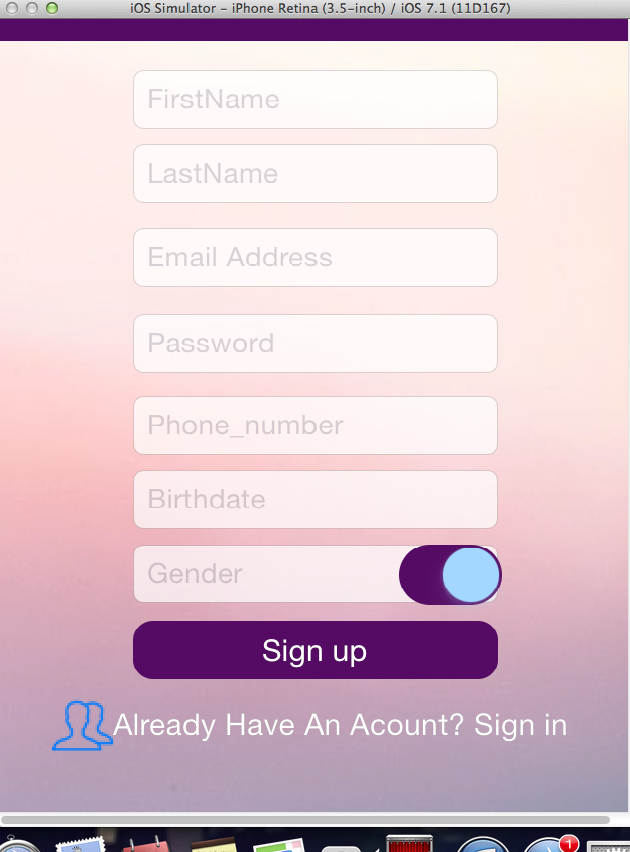 iOS Simulator - iPhone Retina (3.5-inch) / iOS 7.1 (11D167)
FirstName
LastName
Email Address
Password
Phone_number
Birthdate
Gender
Sign up
Already Have An Acount? Sign in
1